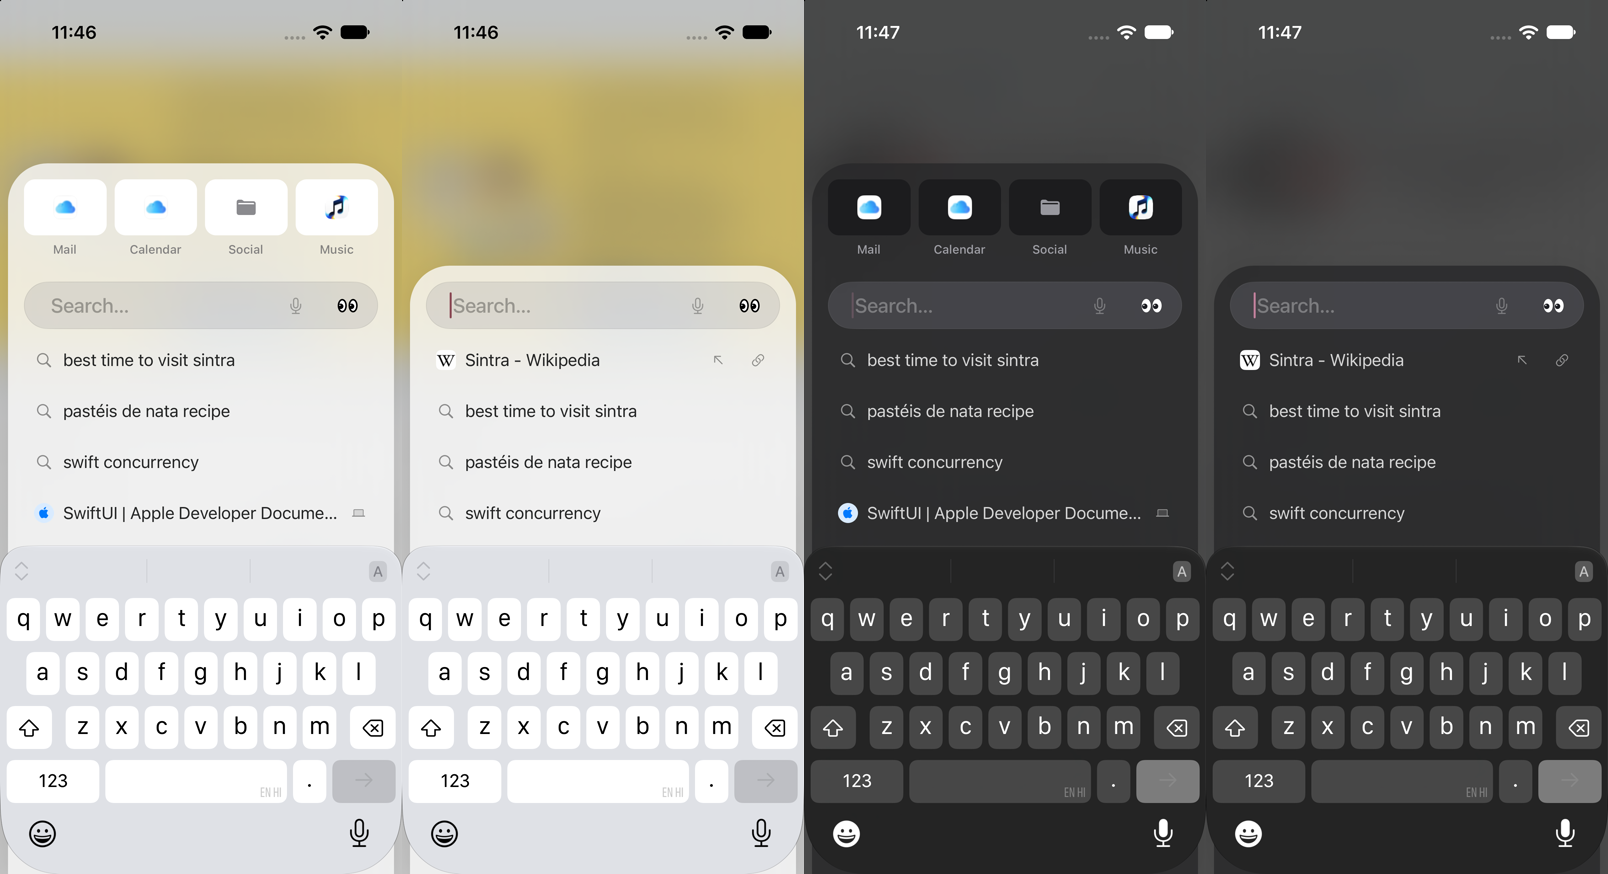 11:46
Mail Calendar Social Music
Search...
best time to visit sintra
pastéis de nata recipe
swift concurrency
SwiftUI | Apple Developer Docume...
A
q w e r t y u i o p
a s d f g h j k l
z x c v b n m
123 EN HI .
11:46
Search...
W Sintra - Wikipedia
best time to visit sintra
pastéis de nata recipe
swift concurrency
A
q w e r t y u i o p
a s d f g h j k l
z x c v b n m
123 EN HI .
11:47
Mail Calendar Social Music
Search...
best time to visit sintra
pastéis de nata recipe
swift concurrency
SwiftUI | Apple Developer Docume...
A
q w e r t y u i o p
a s d f g h j k l
z x c v b n m
123 EN HI .
11:47
Search...
W Sintra - Wikipedia
best time to visit sintra
pastéis de nata recipe
swift concurrency
A
q w e r t y u i o p
a s d f g h j k l
z x c v b n m
123 EN HI .